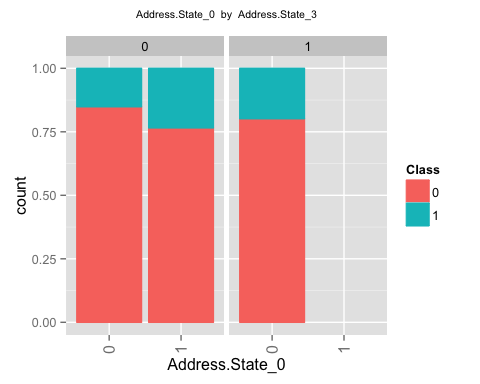 Address.State_0 by Address.State_3
0 1
1.00
0.75
0.50
0.25
0.00
count
0 1 0 1
Address.State_0
Class
0
1